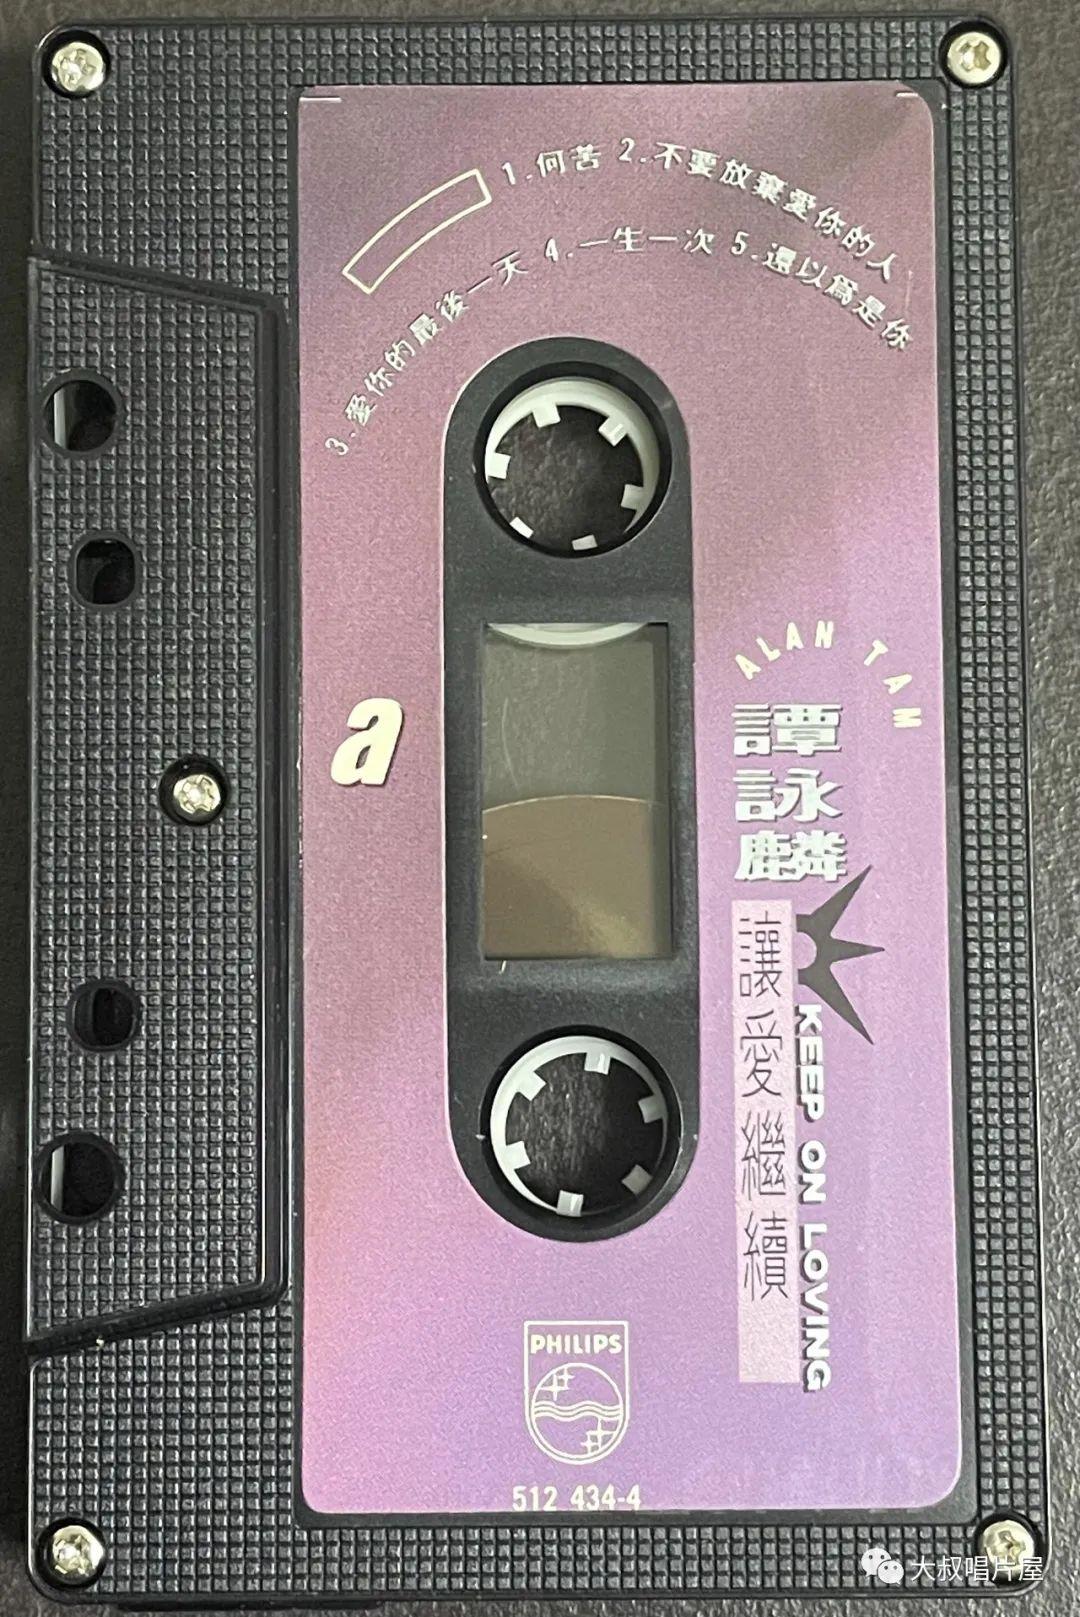 1.何苦 2.不要放棄愛你的人
3.愛你的最後一天 4.一生一次 5.還以為是你
a
ALAN TAM
譚詠麟
讓愛繼續
KEEP ON LOVING
PHILIPS
512 434-4
大叔唱片屋